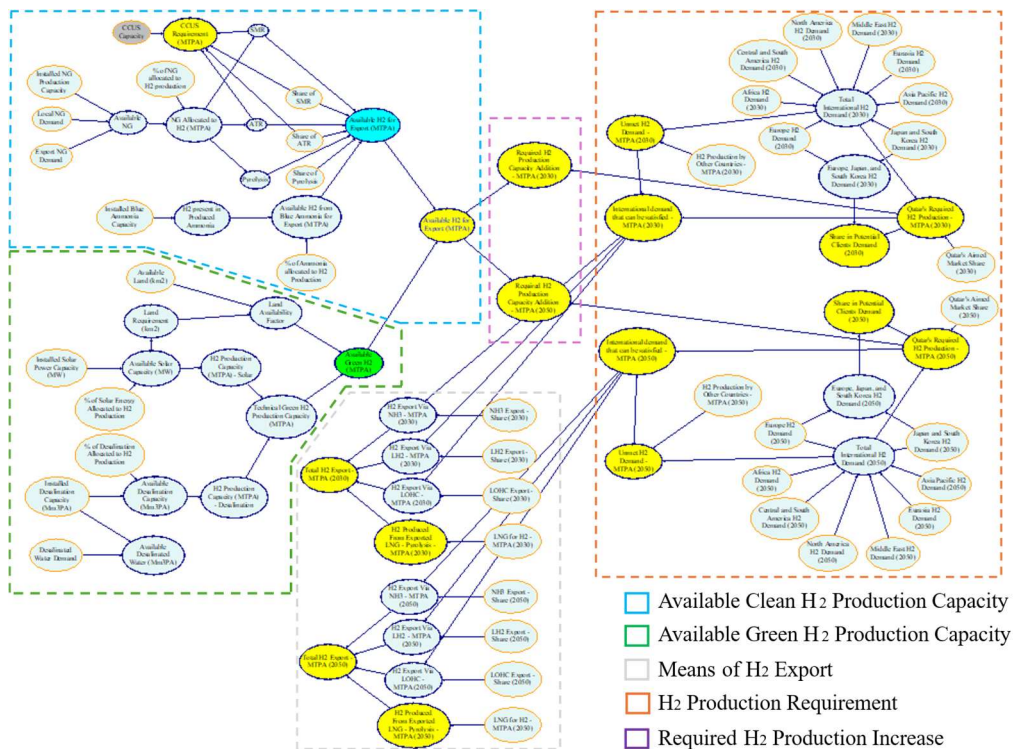 CCUS
Capacity
CCUS
Requirement
(MTPA)
SMR
Installed NG
Production
Capacity
% of NG
allocated to
H2 production
Share of
SMR
Local NG
Demand
Available
NG
NG Allocated to
H2 (MTPA)
ATR
Available H2 for
Export (MTPA)
Share of
ATR
Export NG
Demand
Pyrolysis
Share of
Pyrolysis
Installed Blue
Ammonia
Capacity
H2 present in
Produced
Ammonia
Available H2 from
Blue Ammonia for
Export (MTPA)
Available H2 for
Export (MTPA)
% of Ammonia
allocated to H2
Production
Required H2
Production
Capacity Addition
- MTPA (2030)
Required H2
Production
Capacity Addition -
MTPA (2050)
Available
Land (km2)
Land
Requirement
(km2)
Land
Availability
Factor
Installed Solar
Power Capacity
(MW)
Available Solar
Capacity (MW)
H2 Production
Capacity
(MTPA) - Solar
Available
Green H2
(MTPA)
% of Solar Energy
Allocated to H2
Production
Technical Green H2
Production Capacity
(MTPA)
% of Desalination
Allocated to H2
Production
Installed
Desalination
Capacity (Mm3PA)
Available
Desalination
Capacity (Mm3PA)
H2 Production
Capacity (MTPA)
- Desalination
Desalinated
Water Demand
Available
Desalinated
Water (Mm3PA)
H2 Export Via
NH3 - MTPA
(2030)
NH3 Export -
Share (2030)
H2 Export Via
LH2 - MTPA
(2030)
LH2 Export -
Share (2030)
Total H2 Export -
MTPA (2030)
H2 Export Via
LOHC -
MTPA (2030)
LOHC Export -
Share (2030)
H2 Produced
From Exported
LNG - Pyrolysis -
MTPA (2030)
LNG for H2 -
MTPA (2030)
H2 Export Via
NH3 - MTPA
(2050)
NH3 Export -
Share (2050)
H2 Export Via
LH2 - MTPA
LH2 Export -
Share (2050)
Total H2 Export -
MTPA (2050)
H2 Export Via
LOHC -
MTPA (2050)
LOHC Export -
Share (2050)
H2 Produced
From Exported
LNG - Pyrolysis -
LNG for H2 -
North America
H2 Demand
(2030)
Middle East H2
Demand (2030)
Central and South
America H2
Demand (2030)
Eurasia H2
Demand
(2030)
Africa H2
Demand
(2030)
Total
International H2
Demand (2030)
Asia Pacific H2
Demand (2030)
Unmet H2
Demand -
MTPA (2030)
Europe H2
Demand
(2030)
Japan and South
Korea H2
Demand (2030)
H2 Production by
Other Countries -
MTPA (2030)
Europe, Japan, and
South Korea H2
Demand (2030)
International demand
that can be satisfied -
MTPA (2030)
Qatar's Required
H2 Production -
MTPA (2030)
Share in Potential
Clients Demand
Qatar's Aimed
Market Share
(2030)
Share in Potential
Clients Demand
Qatar's Aimed
Market Share
International demand
that can be satisfied -
MTPA (2050)
Qatar's Required
H2 Production -
MTPA (2050)
H2 Production by
Other Countries -
Europe, Japan, and
South Korea H2
Demand (2050)
Europe H2
Demand
Japan and South
Korea H2
Unmet H2
Demand -
Total
International H2
Demand (2050)
Africa H2
Demand
Asia Pacific H2
Central and South
America H2
Eurasia H2
Demand
North America
H2 Demand
Middle East H2
Available Clean H2 Production Capacity
Available Green H2 Production Capacity
Means of H2 Export
H2 Production Requirement
Required H2 Production Increase